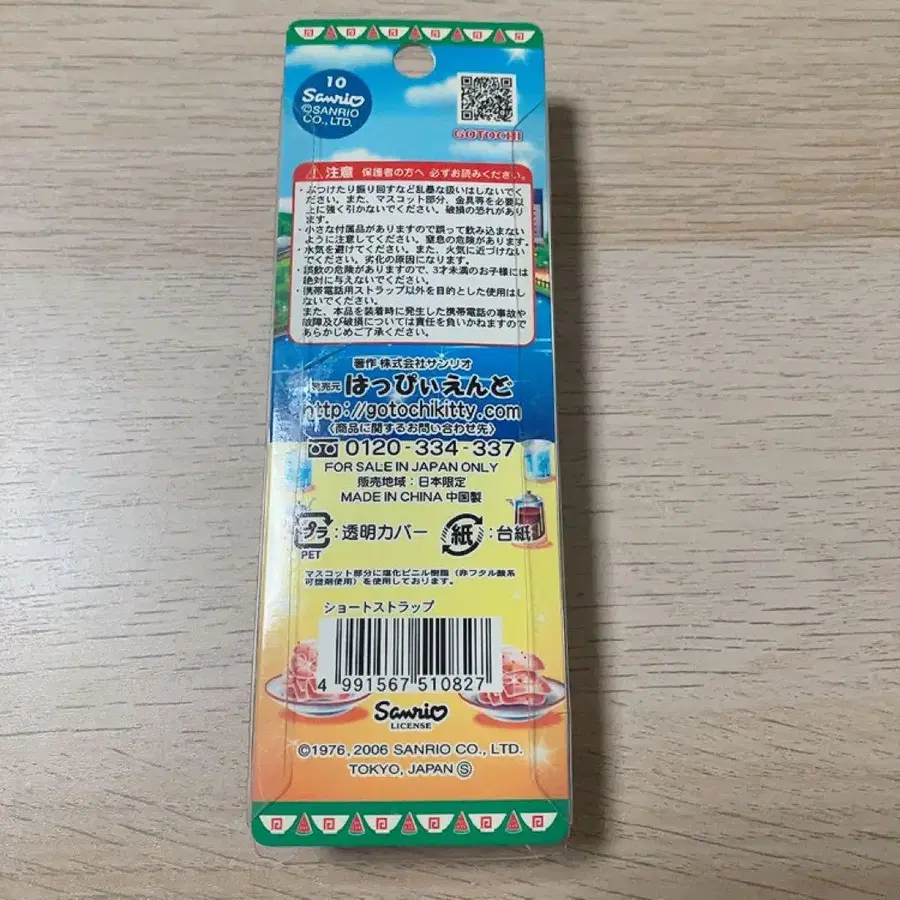 10
Sanrio
©SANRIO
CO., LTD.
GOTOCHI
注意 保護者の方へ 必ずお読みください。
・ぶつけたり振り回すなど乱暴な扱いはしないでく
ださい。また、マスコット部分、金具等を必要以
上に強く引かないでください。破損の恐れがあり
ます。
・小さな付属品がありますので誤って飲み込まない
ように注意してください。窒息の危険があります。
・水気を避けてください。また、火気に近づけない
でください。劣化の原因になります。
・誤飲の危険がありますので、3才未満のお子様には
絶対に与えないでください。
・携帯電話用ストラップ以外を目的とした使用はし
ないでください。
また、本品を装着時に発生した携帯電話の事故や
故障及び破損については責任を負いかねますので
あらかじめご了承ください。
著作 株式会社サンリオ
発売元 はっぴぃえんど
http://gotochikitty.com
〈商品に関するお問い合わせ先〉
0120-334-337
FOR SALE IN JAPAN ONLY
販売地域：日本限定
MADE IN CHINA 中国製
プラ：透明カバー 紙：台紙
PET
マスコット部分に塩化ビニル樹脂（非フタル酸系
可塑剤使用）を使用しております。
ショートストラップ
4 991567 510827
Sanrio
LICENSE
©1976, 2006 SANRIO CO., LTD.
TOKYO, JAPAN Ⓢ